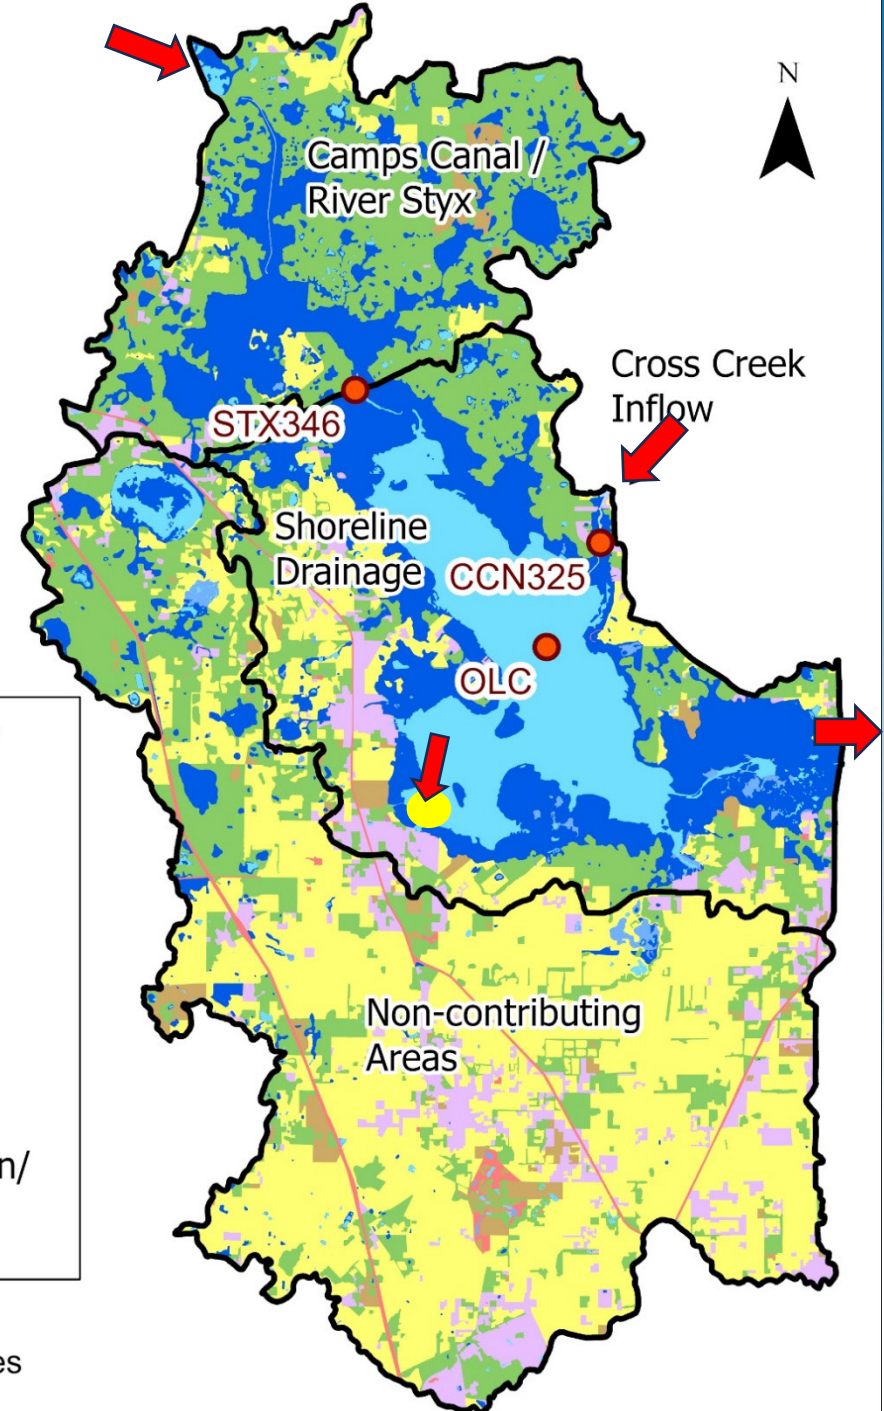 N
Camps Canal /
River Styx
Cross Creek
Inflow
STX346
Shoreline
Drainage
CCN325
OLC
Non-contributing
Areas
n/
es